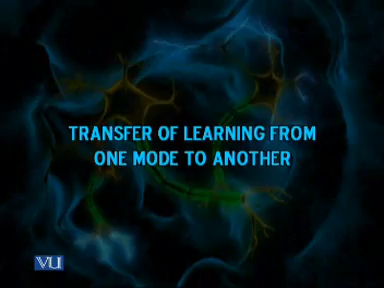 TRANSFER OF LEARNING FROM
ONE MODE TO ANOTHER
VU